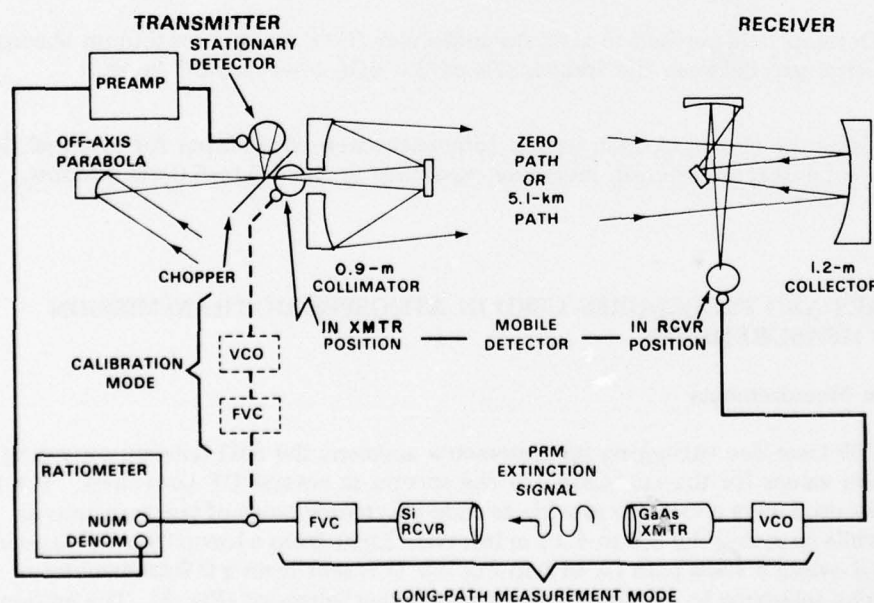 TRANSMITTER
RECEIVER
STATIONARY
DETECTOR
PREAMP
OFF-AXIS
PARABOLA
ZERO
PATH
OR
5.1-km
PATH
CHOPPER
0.9-m
COLLIMATOR
1.2-m
COLLECTOR
IN XMTR
POSITION
MOBILE
DETECTOR
IN RCVR
POSITION
CALIBRATION
MODE
VCO
FVC
RATIOMETER
NUM
DENOM
FVC
Si
RCVR
PRM
EXTINCTION
SIGNAL
GaAs
XMTR
VCO
LONG-PATH MEASUREMENT MODE